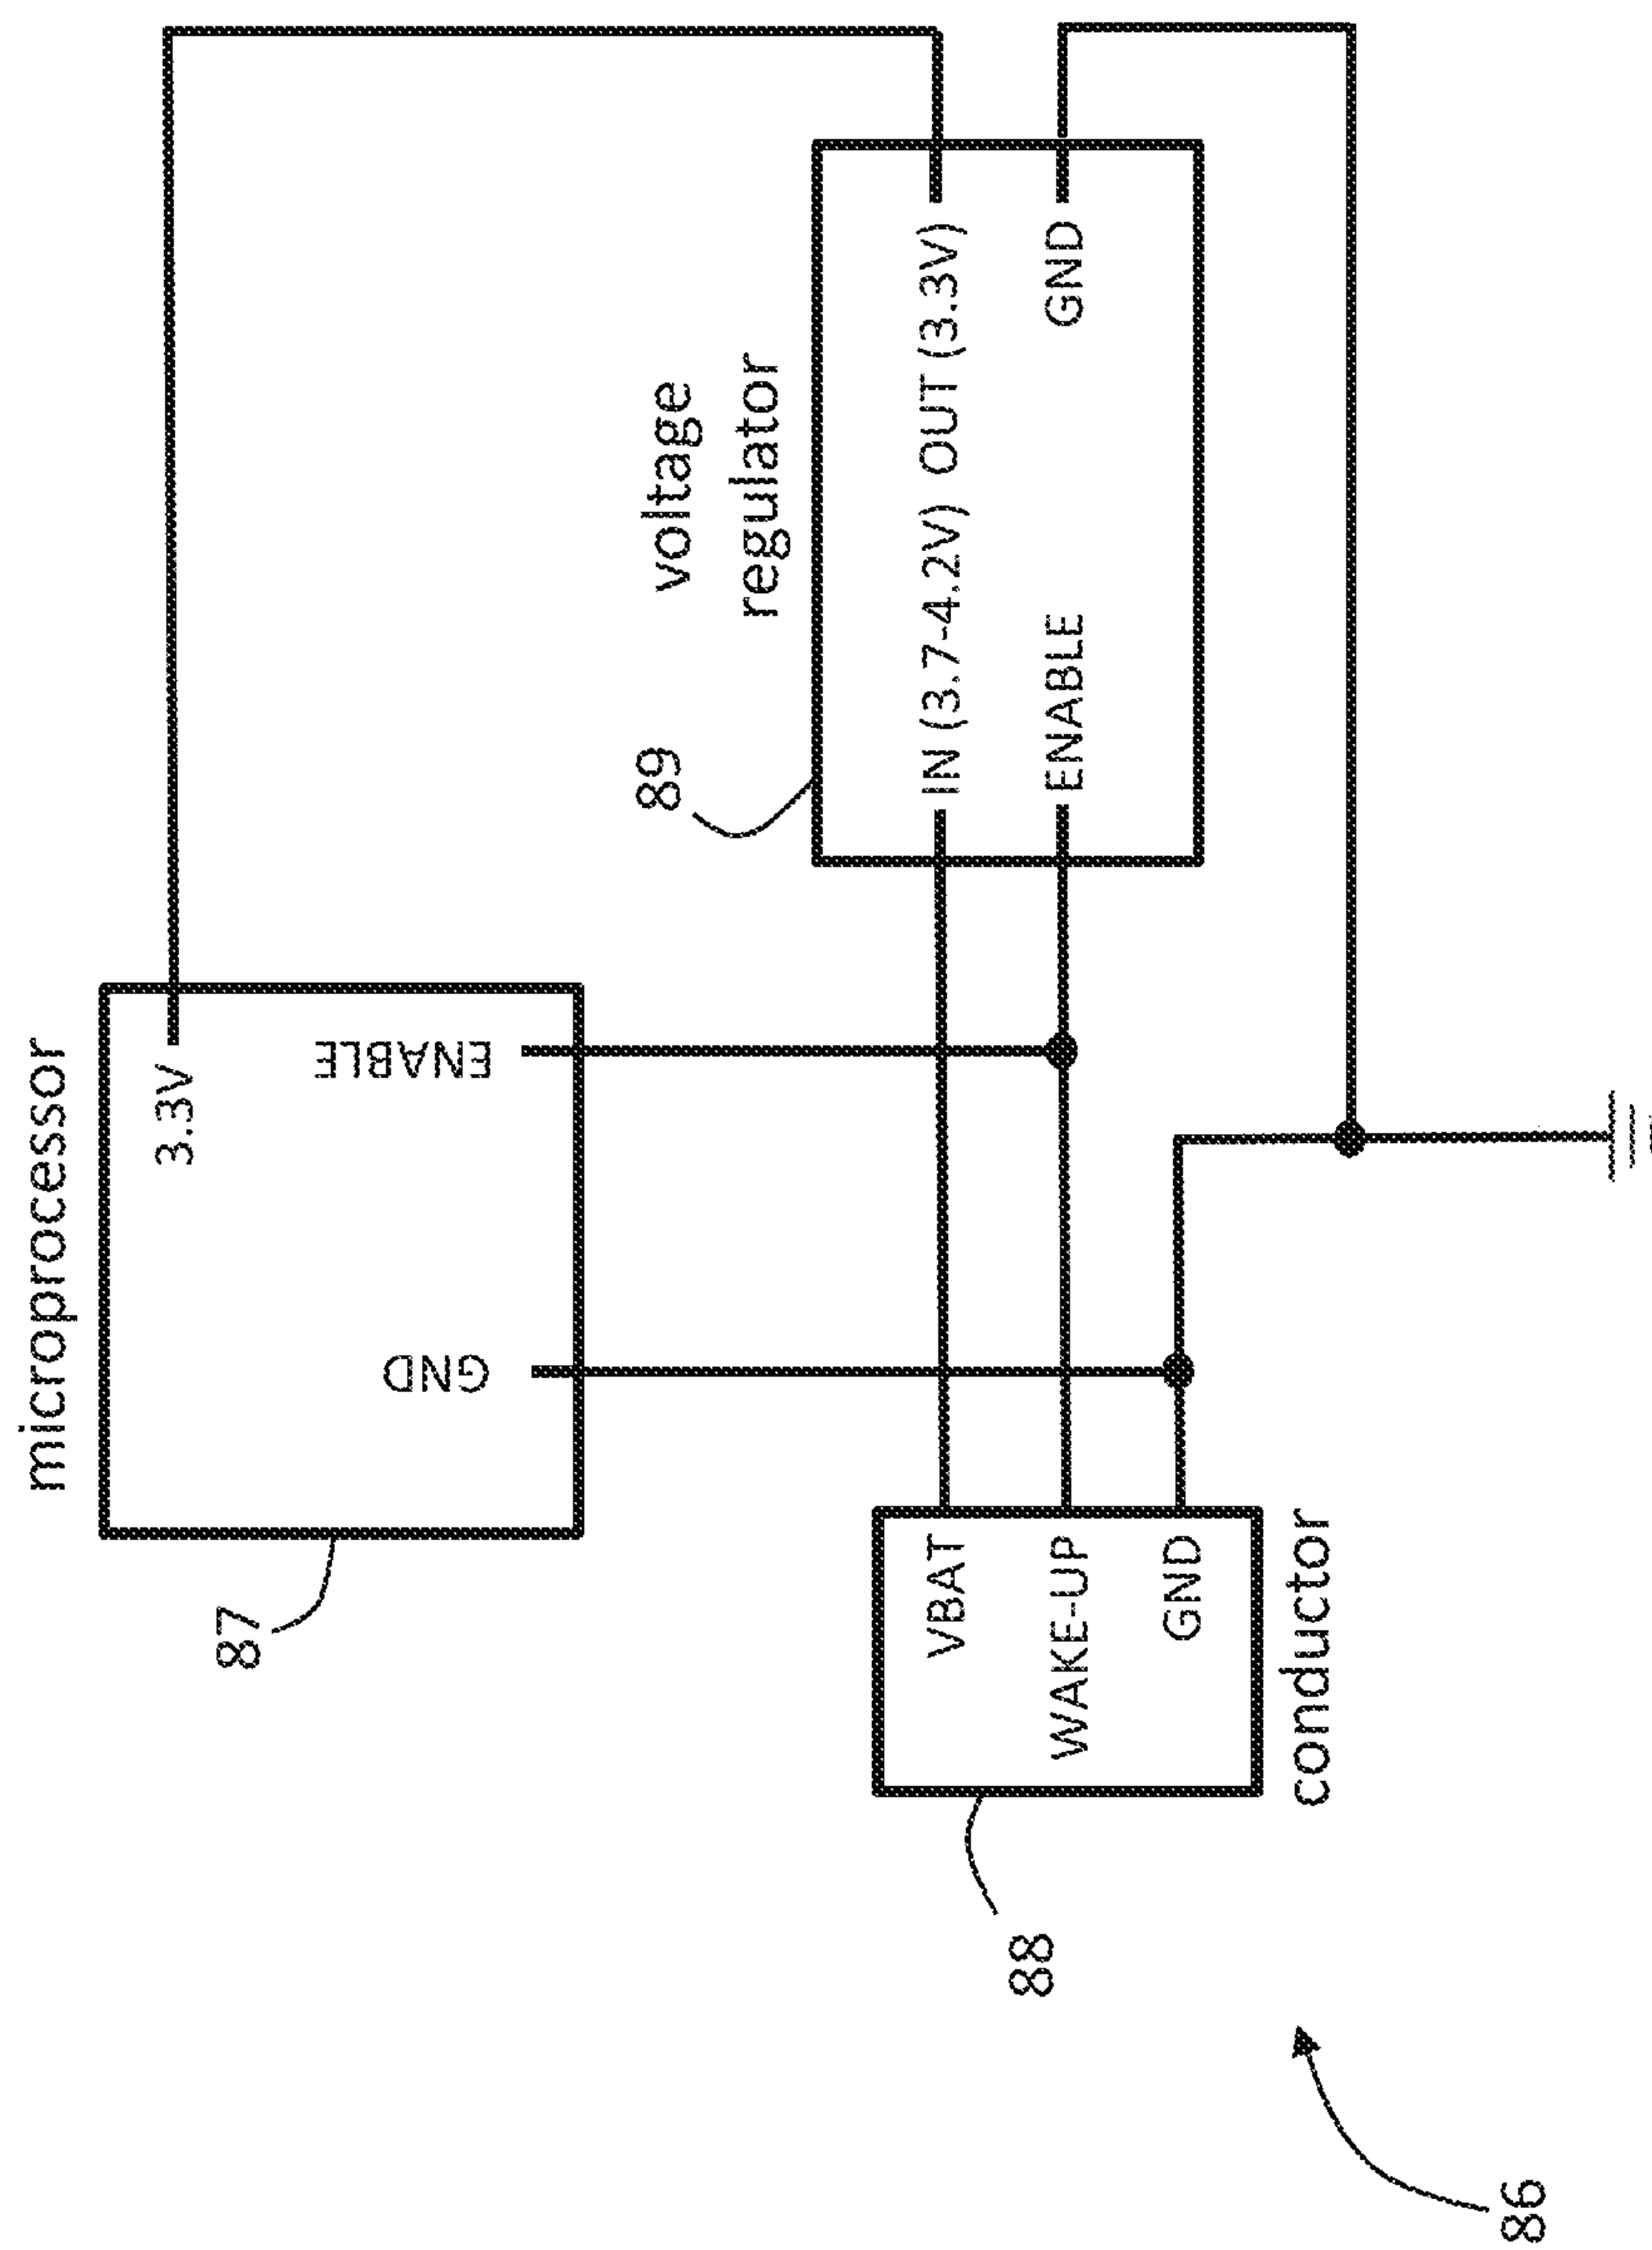 microprocessor
3.3V
ENABLE
GND
87
voltage
regulator
89
IN (3.7-4.2V) OUT (3.3V)
ENABLE
GND
VBAT
WAKE-UP
GND
conductor
88
86